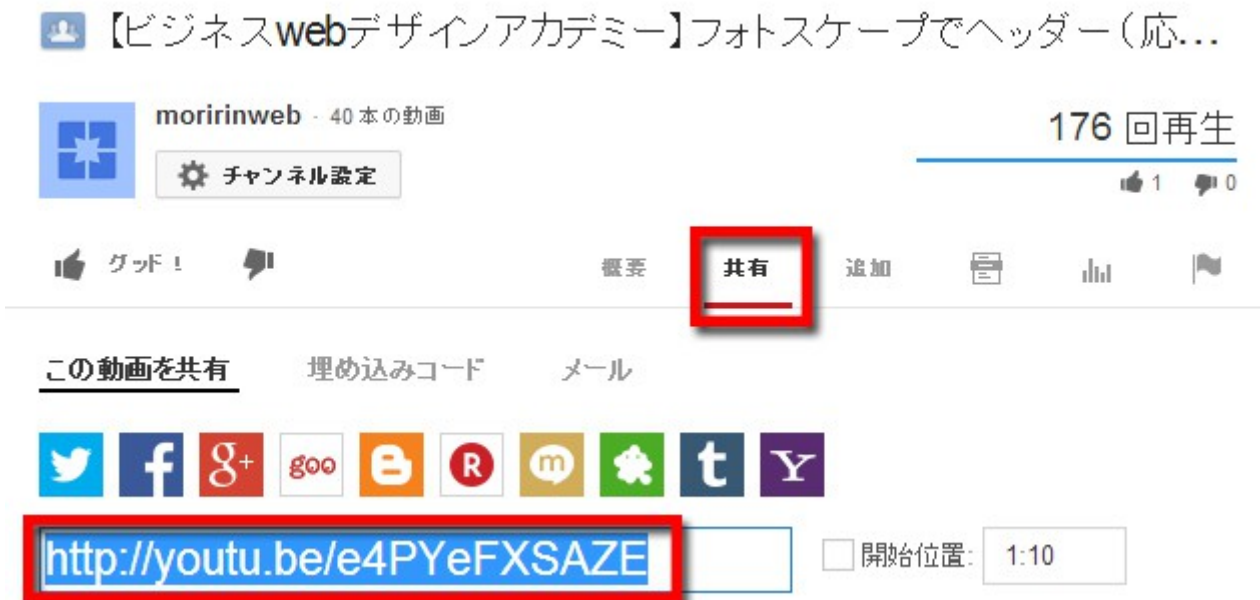 【ビジネスwebデザインアカデミー】フォトスケープでヘッダー（応...
moririnweb · 40 本の動画
176 回再生
チャンネル設定
1 0
グッド！ 概要 共有 追加
この動画を共有 埋め込みコード メール
f g+ goo B R m t Y
http://youtu.be/e4PYeFXSAZE 開始位置: 1:10